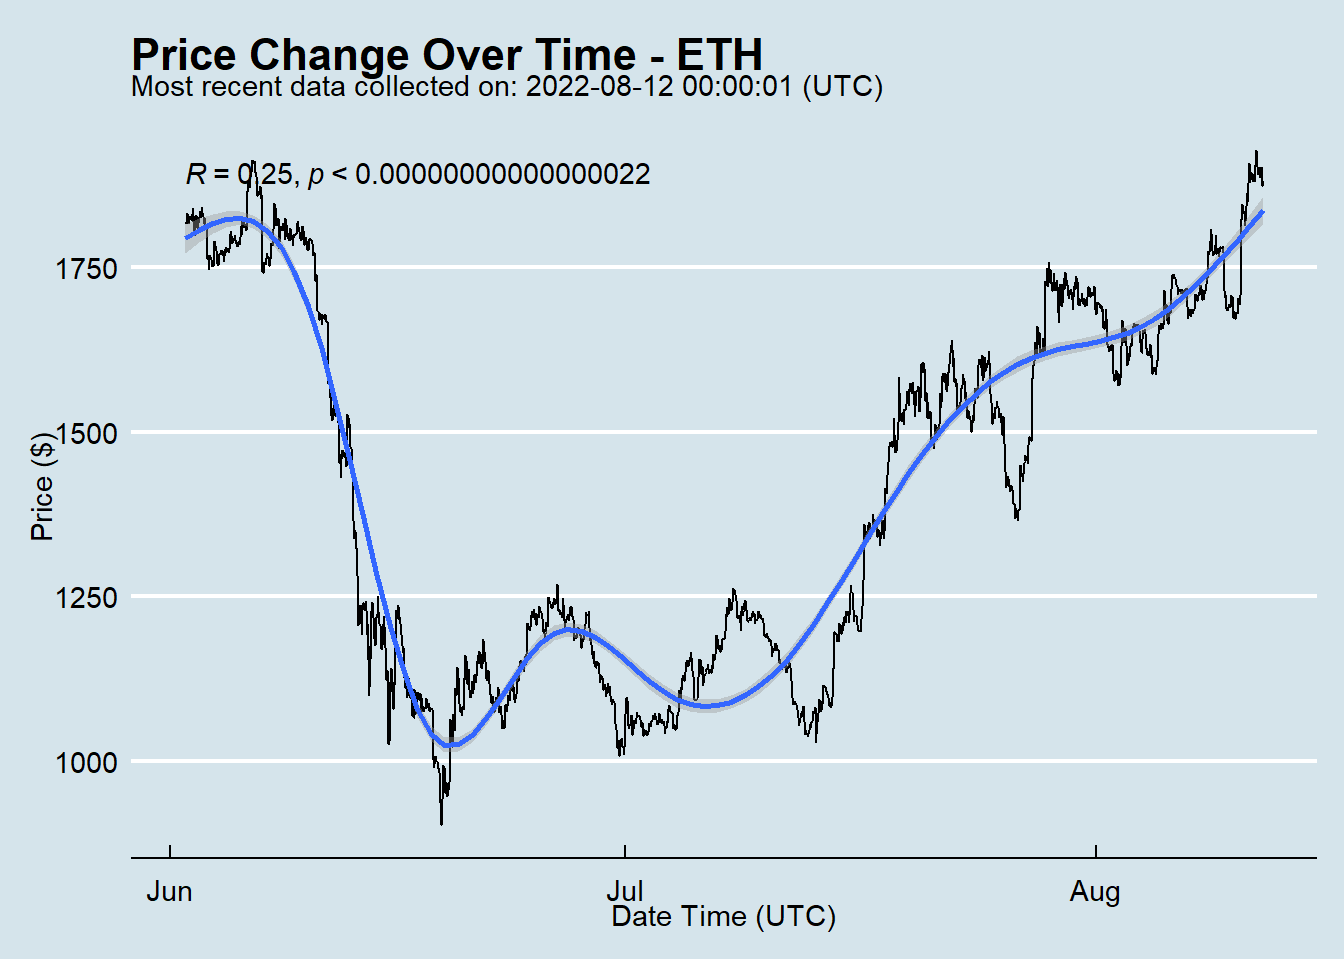 Price Change Over Time - ETH
Most recent data collected on: 2022-08-12 00:00:01 (UTC)
R = 0.25, p < 0.00000000000000022
1750
1500
1250
1000
Price ($)
Jun
Jul
Aug
Date Time (UTC)